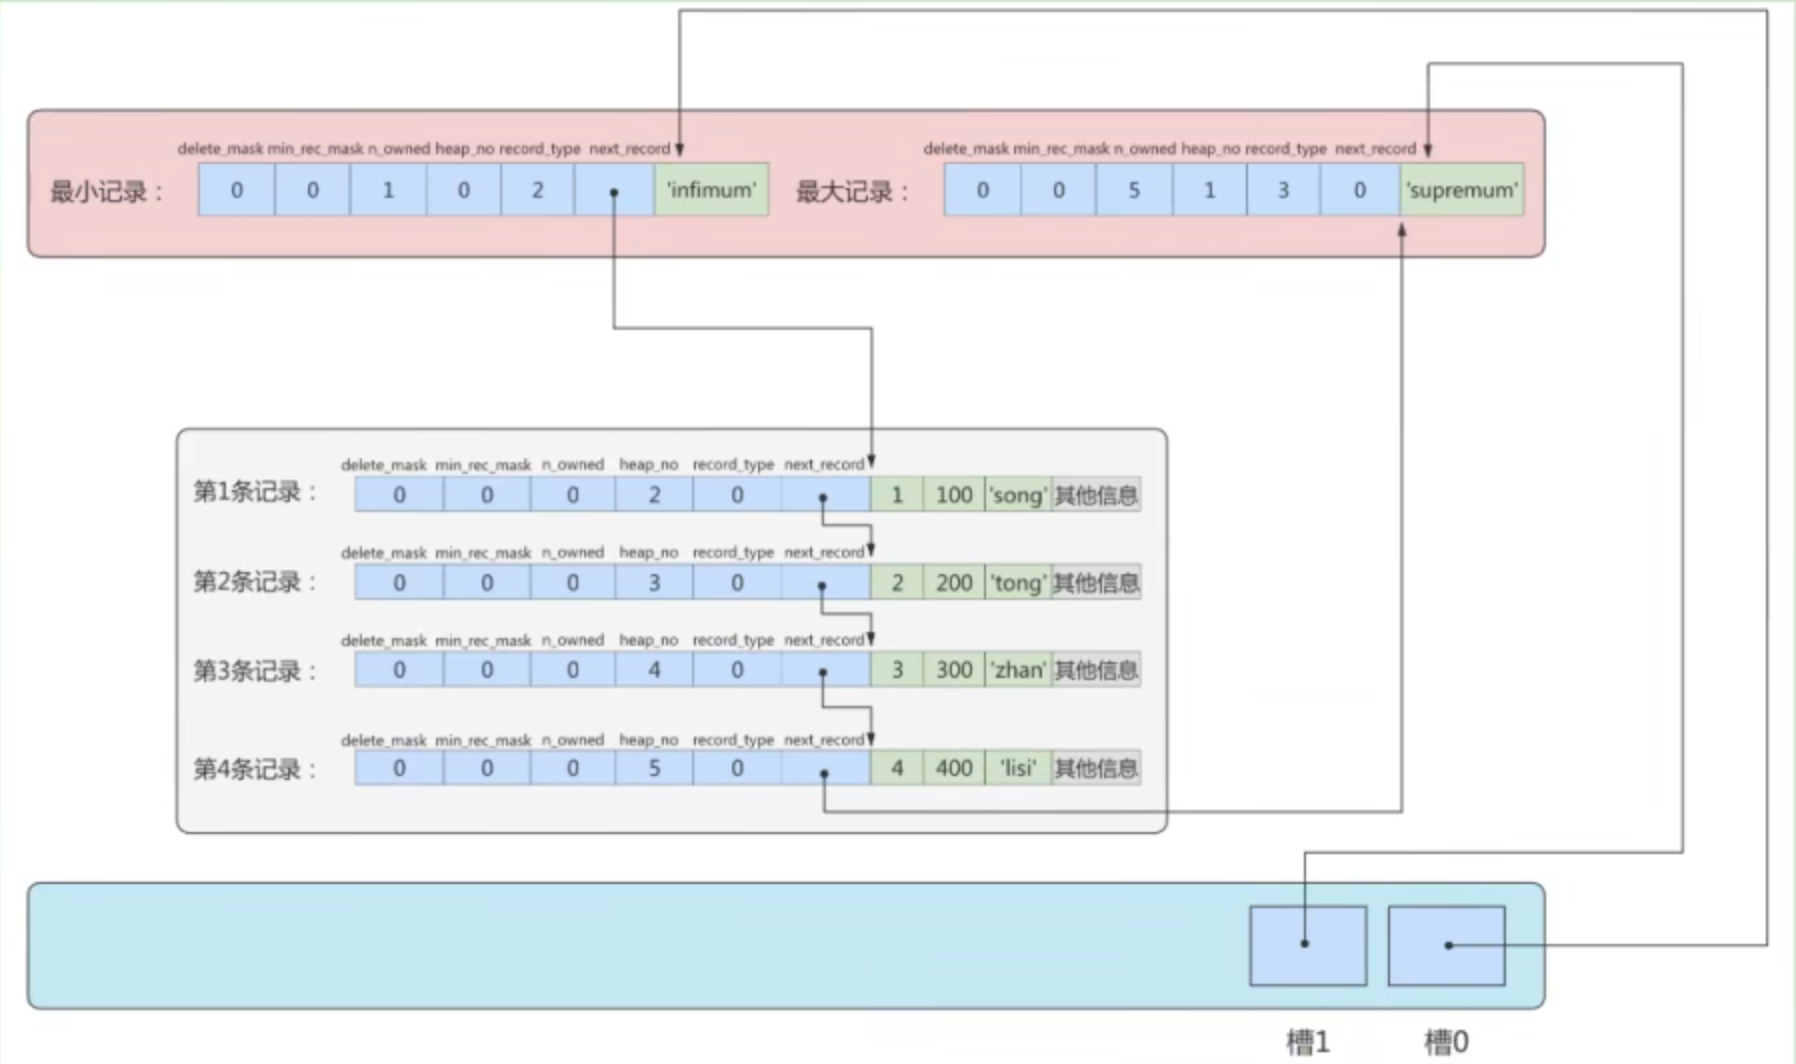 delete_mask min_rec_mask n_owned heap_no record_type next_record
最小记录： 0 0 1 0 2 'infimum'
delete_mask min_rec_mask n_owned heap_no record_type next_record
最大记录： 0 0 5 1 3 0 'supremum'
delete_mask min_rec_mask n_owned heap_no record_type next_record
第1条记录： 0 0 0 2 0 1 100 'song' 其他信息
delete_mask min_rec_mask n_owned heap_no record_type next_record
第2条记录： 0 0 0 3 0 2 200 'tong' 其他信息
delete_mask min_rec_mask n_owned heap_no record_type next_record
第3条记录： 0 0 0 4 0 3 300 'zhan' 其他信息
delete_mask min_rec_mask n_owned heap_no record_type next_record
第4条记录： 0 0 0 5 0 4 400 'lisi' 其他信息
槽1 槽0